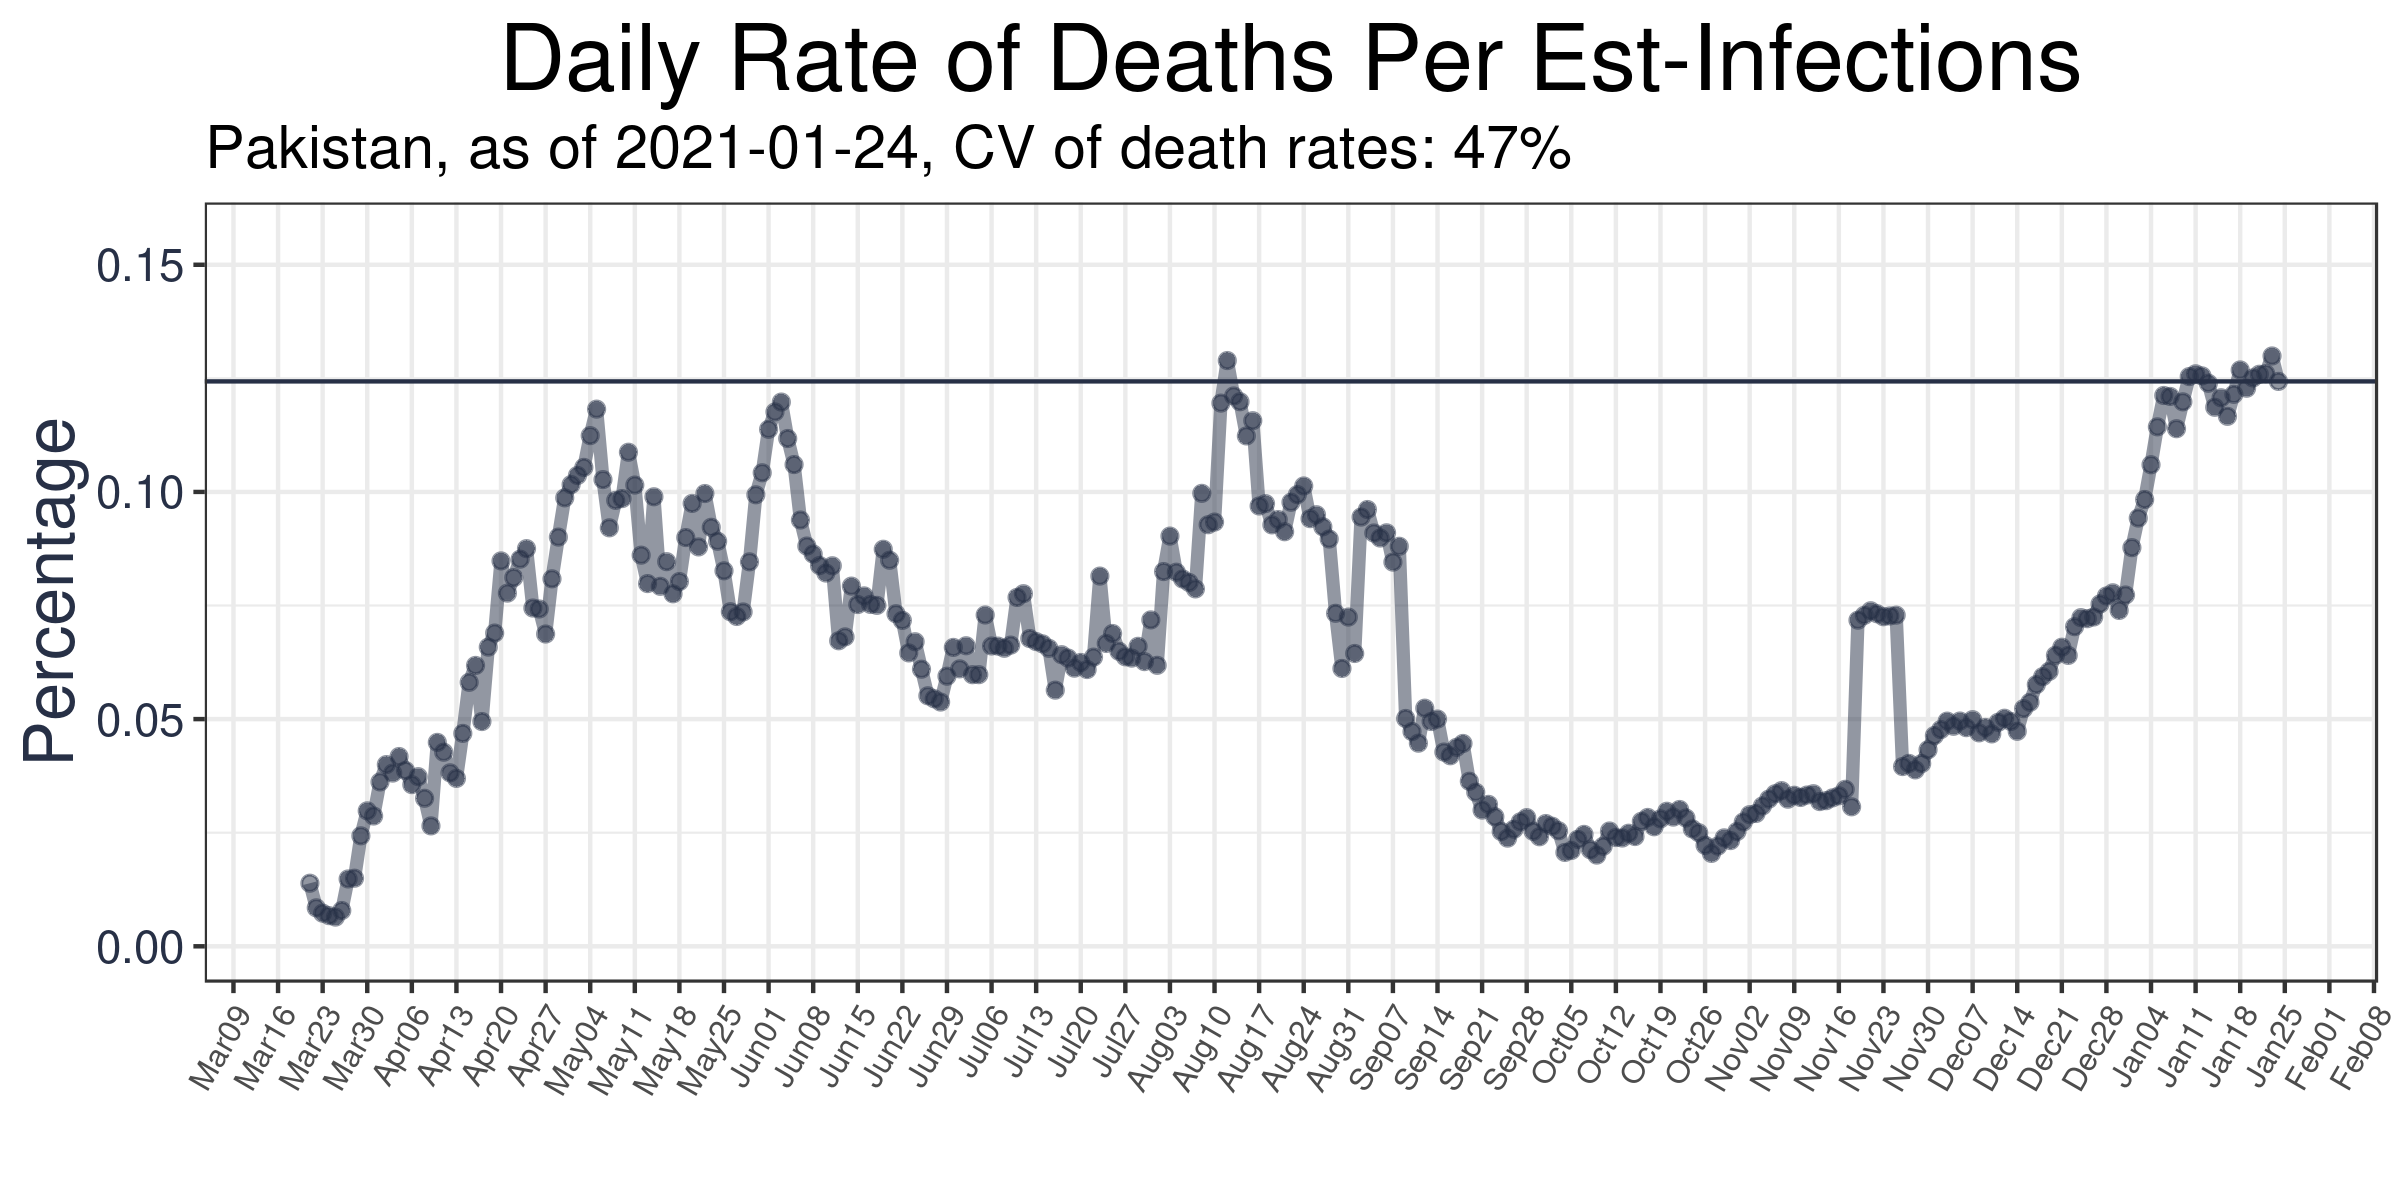 Daily Rate of Deaths Per Est-Infections
Pakistan, as of 2021-01-24, CV of death rates: 47%
Percentage
0.15
0.10
0.05
0.00
Mar09
Mar16
Mar23
Mar30
Apr06
Apr13
Apr20
Apr27
May04
May11
May18
May25
Jun01
Jun08
Jun15
Jun22
Jun29
Jul06
Jul13
Jul20
Jul27
Aug03
Aug10
Aug17
Aug24
Aug31
Sep07
Sep14
Sep21
Sep28
Oct05
Oct12
Oct19
Oct26
Nov02
Nov09
Nov16
Nov23
Nov30
Dec07
Dec14
Dec21
Dec28
Jan04
Jan11
Jan18
Jan25
Feb01
Feb08